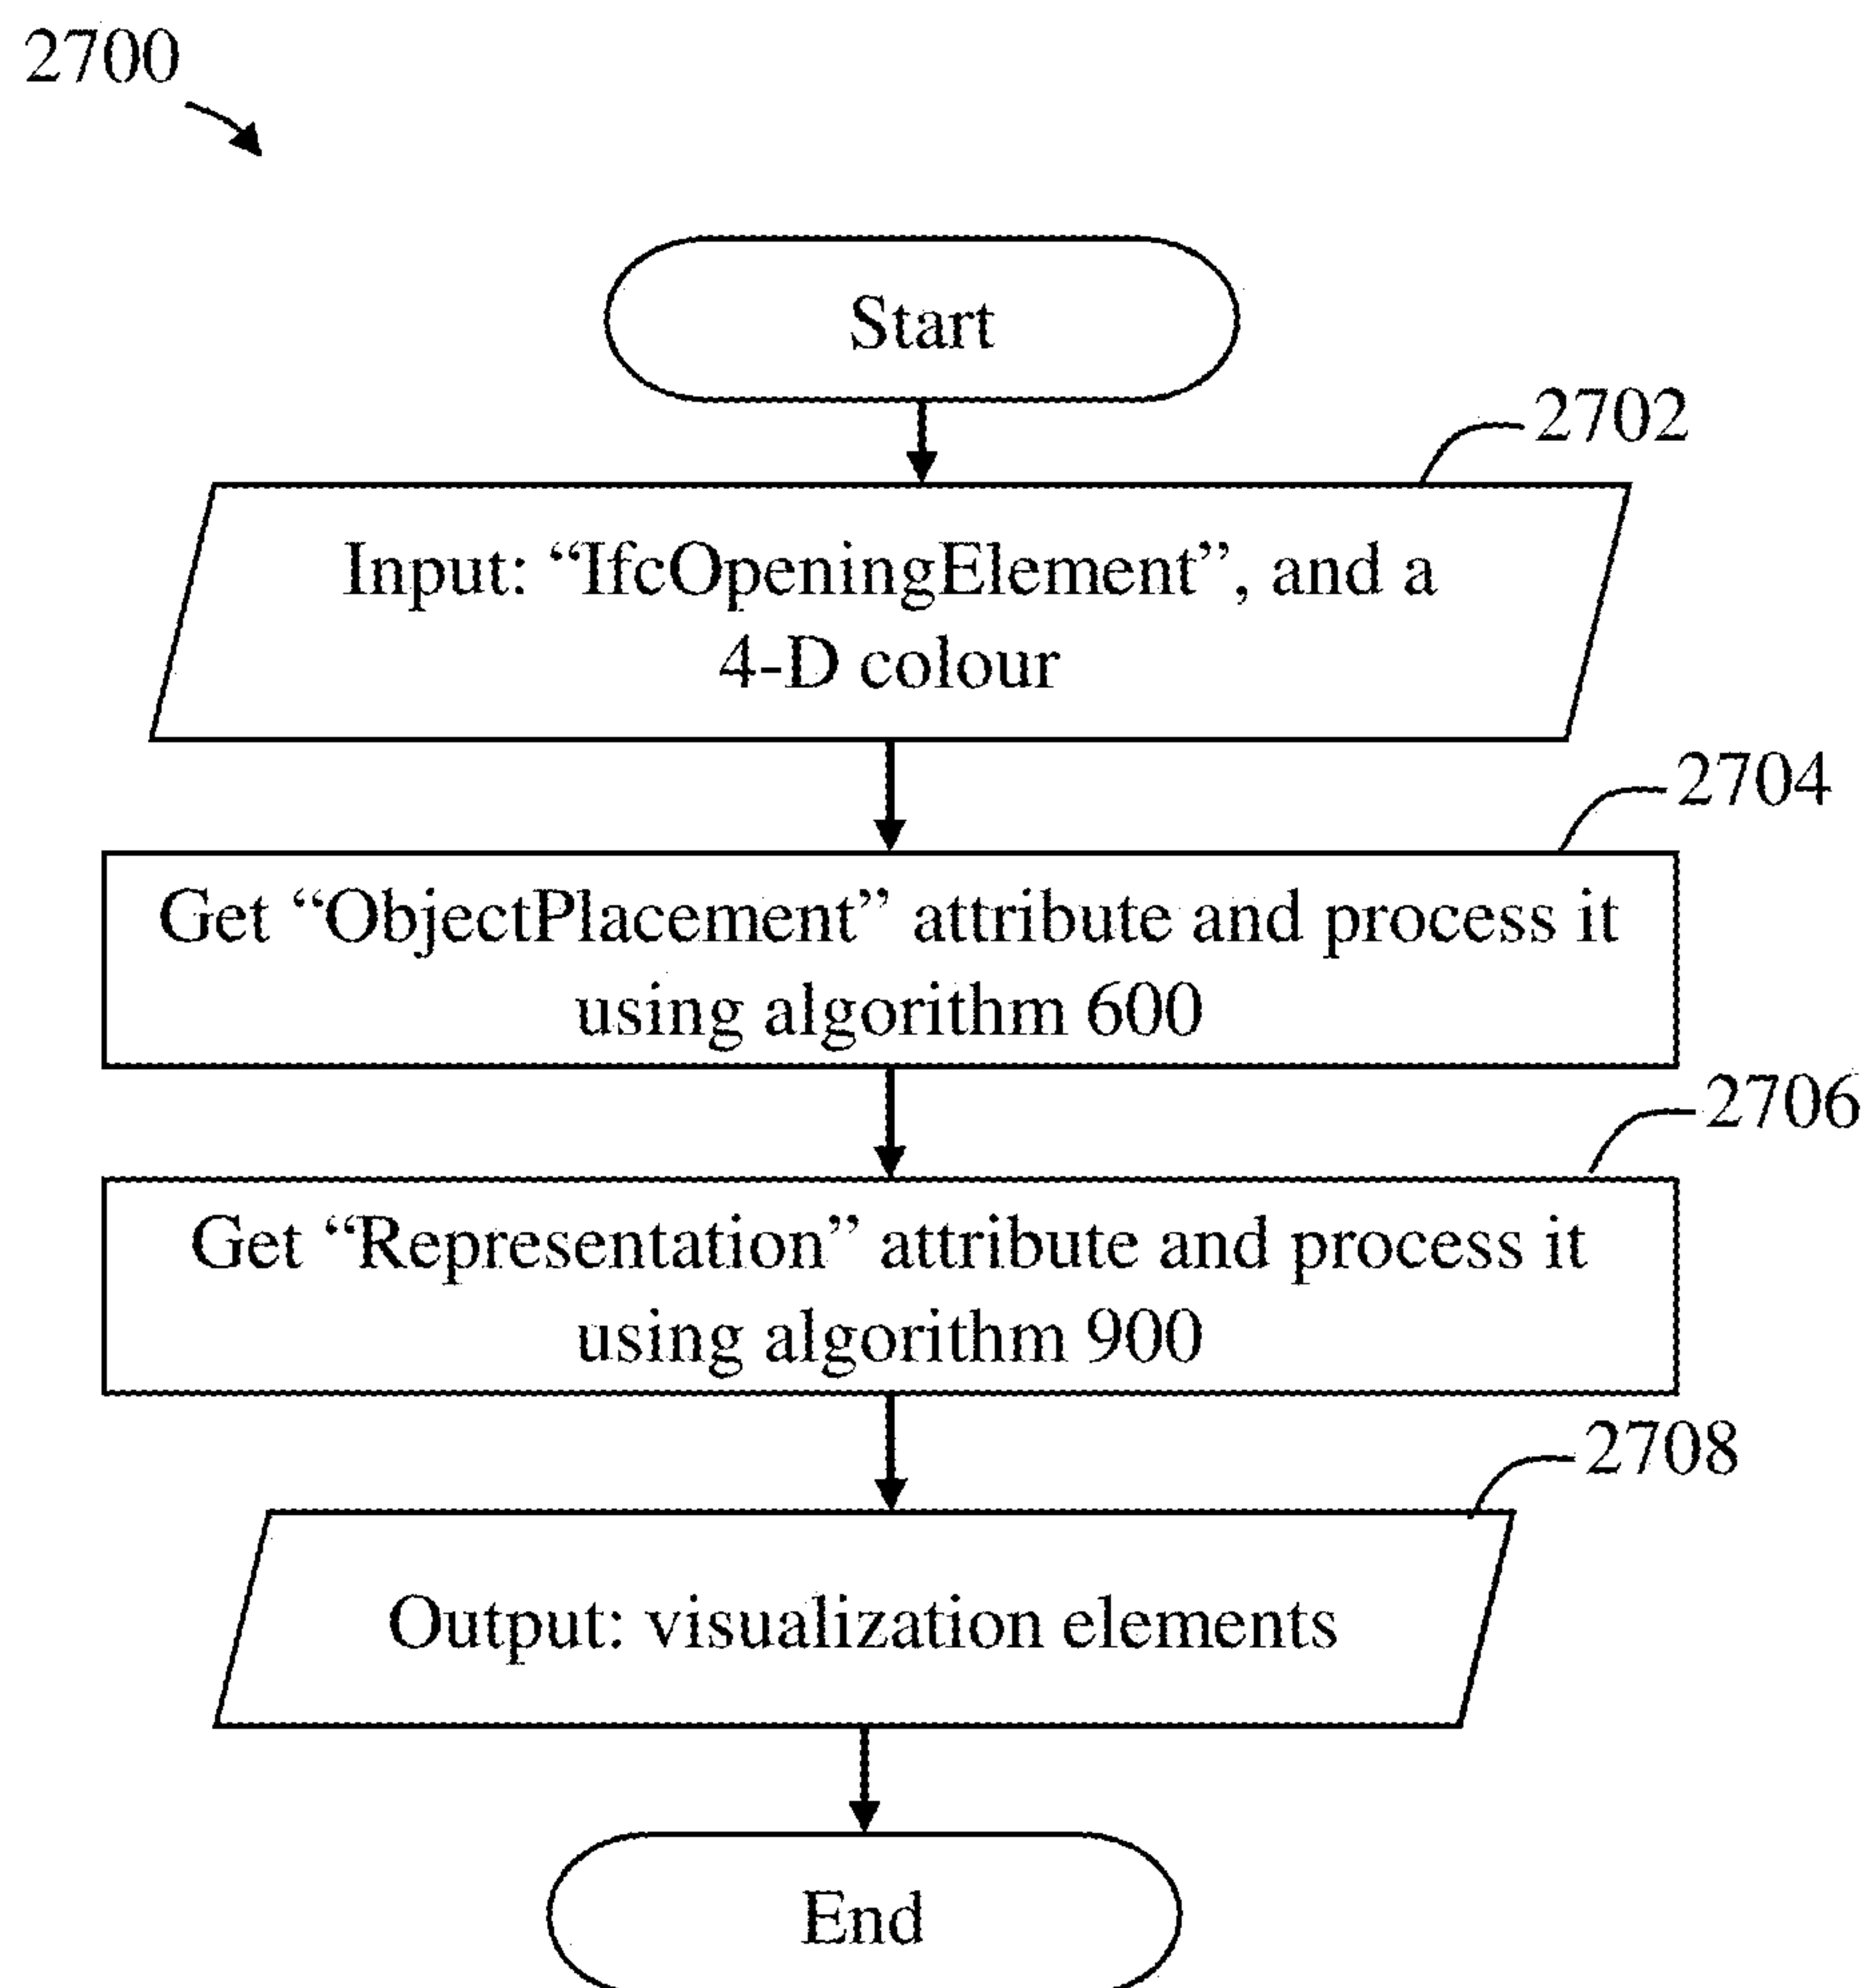 2700
Start
2702
Input: “IfcOpeningElement”, and a
4-D colour
2704
Get “ObjectPlacement” attribute and process it
using algorithm 600
2706
Get “Representation” attribute and process it
using algorithm 900
2708
Output: visualization elements
End